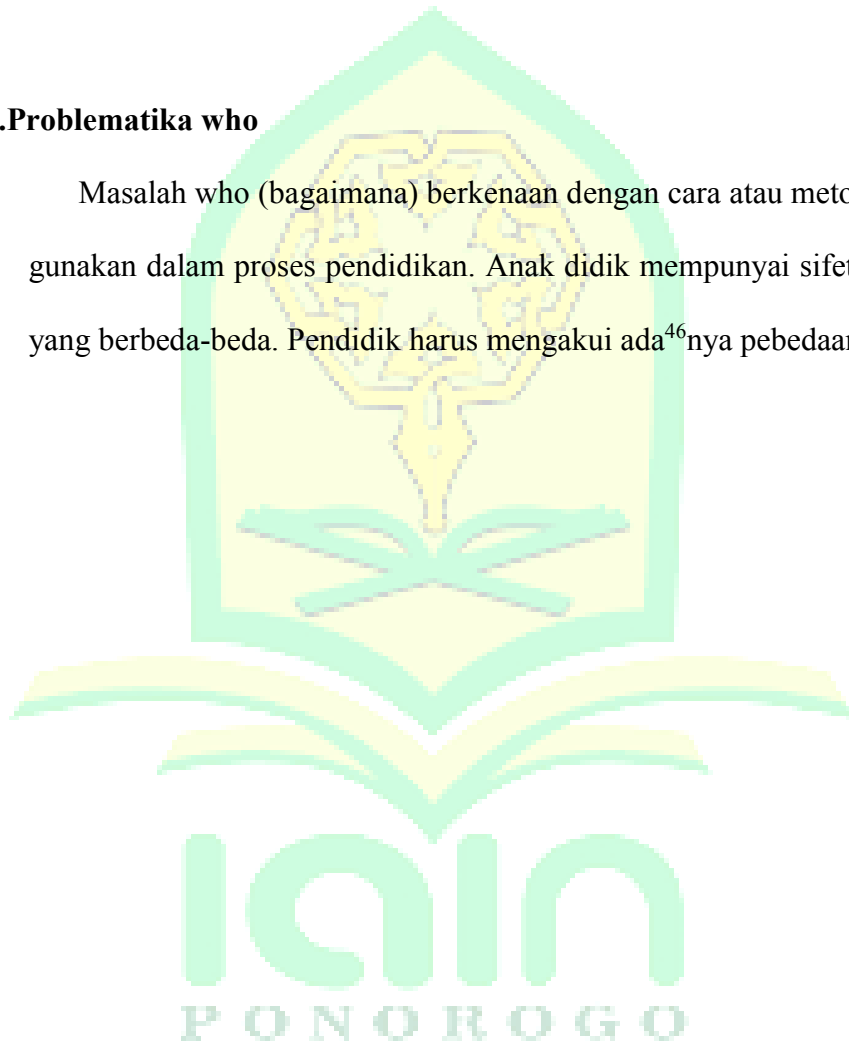 .Problematika who
Masalah who (bagaimana) berkenaan dengan cara atau meto
gunakan dalam proses pendidikan. Anak didik mempunyai sifet
yang berbeda-beda. Pendidik harus mengakui ada46nya pebedaan
iain
PONOROGO